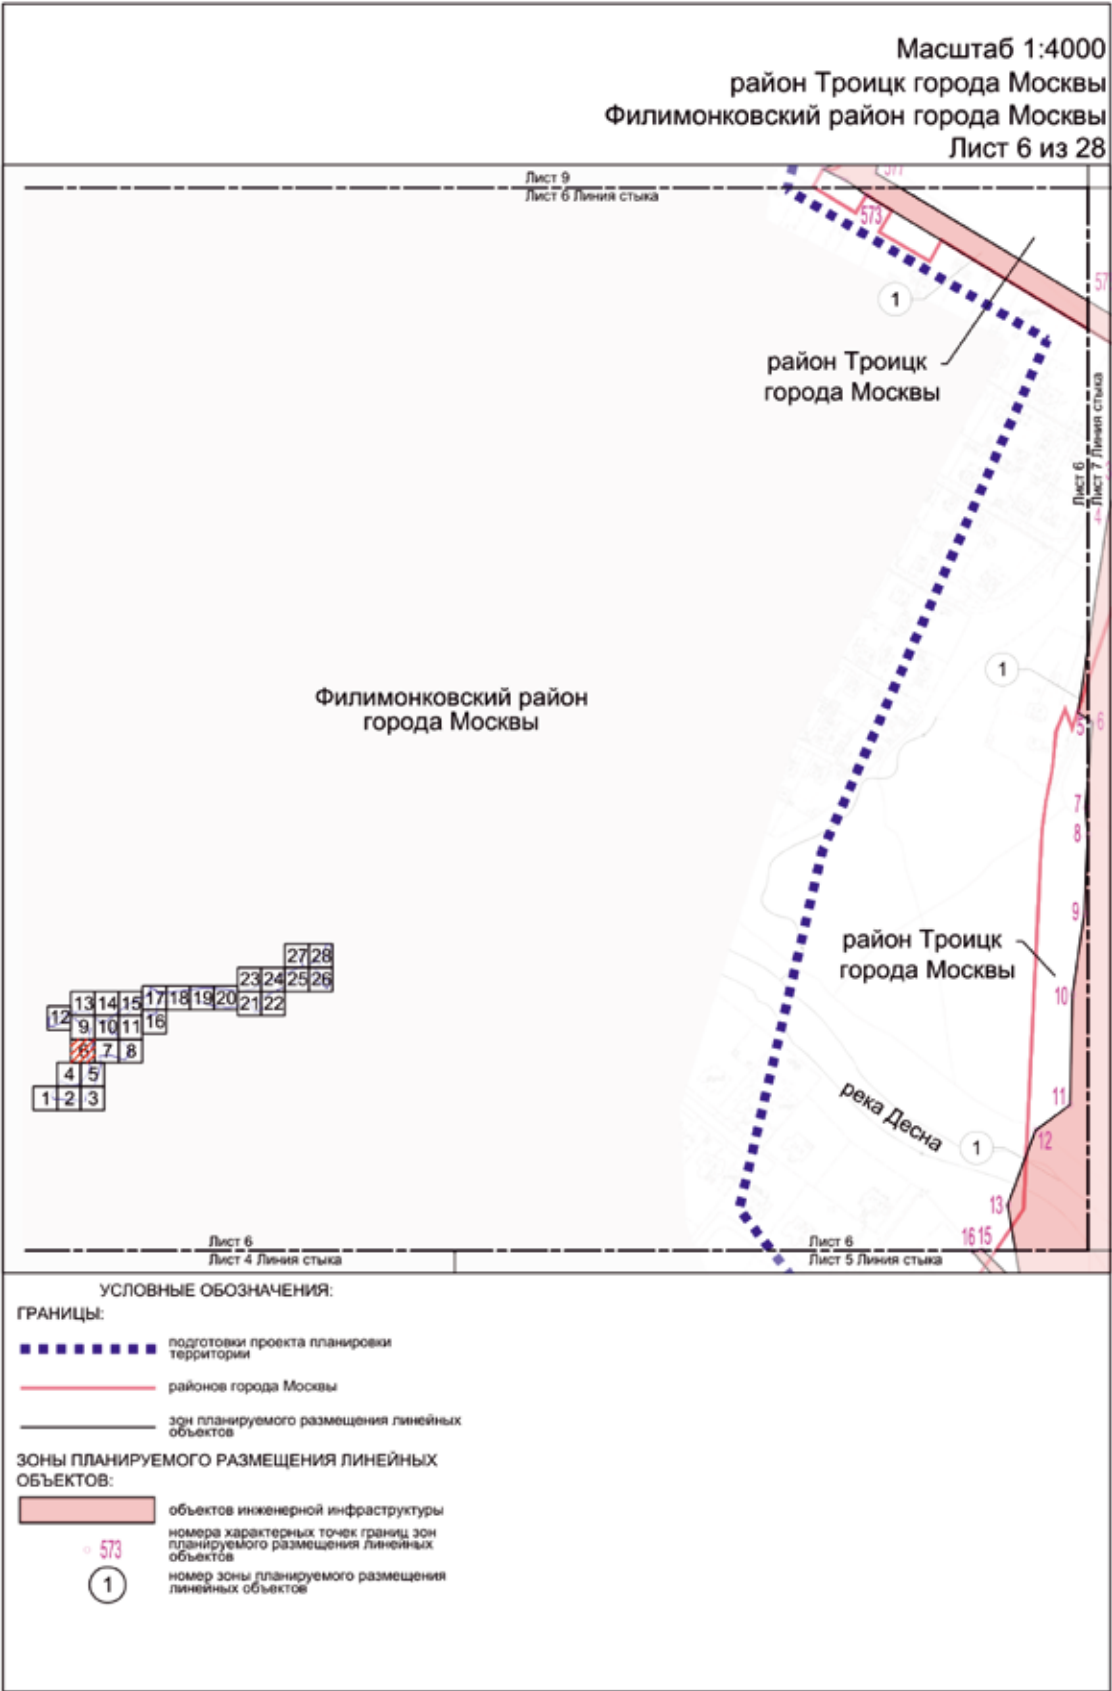 Масштаб 1:4000
район Троицк города Москвы
Филимонковский район города Москвы
Лист 6 из 28
Лист 9
Лист 6 Линия стыка
577
573
57
1
район Троицк
города Москвы
Лист 6
Лист 7 Линия стыка
4
1
Филимонковский район
города Москвы
5
6
7
8
9
район Троицк
города Москвы
10
27 28
23 24 25 26
13 14 15 17 18 19 20 21 22
12 9 10 11 16
6 7 8
4 5
1 2 3
11
река Десна
12
1
13
16 15
Лист 6
Лист 4 Линия стыка
Лист 6
Лист 5 Линия стыка
УСЛОВНЫЕ ОБОЗНАЧЕНИЯ:
ГРАНИЦЫ:
подготовки проекта планировки
территории
районов города Москвы
зон планируемого размещения линейных
объектов
ЗОНЫ ПЛАНИРУЕМОГО РАЗМЕЩЕНИЯ ЛИНЕЙНЫХ
ОБЪЕКТОВ:
объектов инженерной инфраструктуры
573
номера характерных точек границ зон
планируемого размещения линейных
объектов
1
номер зоны планируемого размещения
линейных объектов